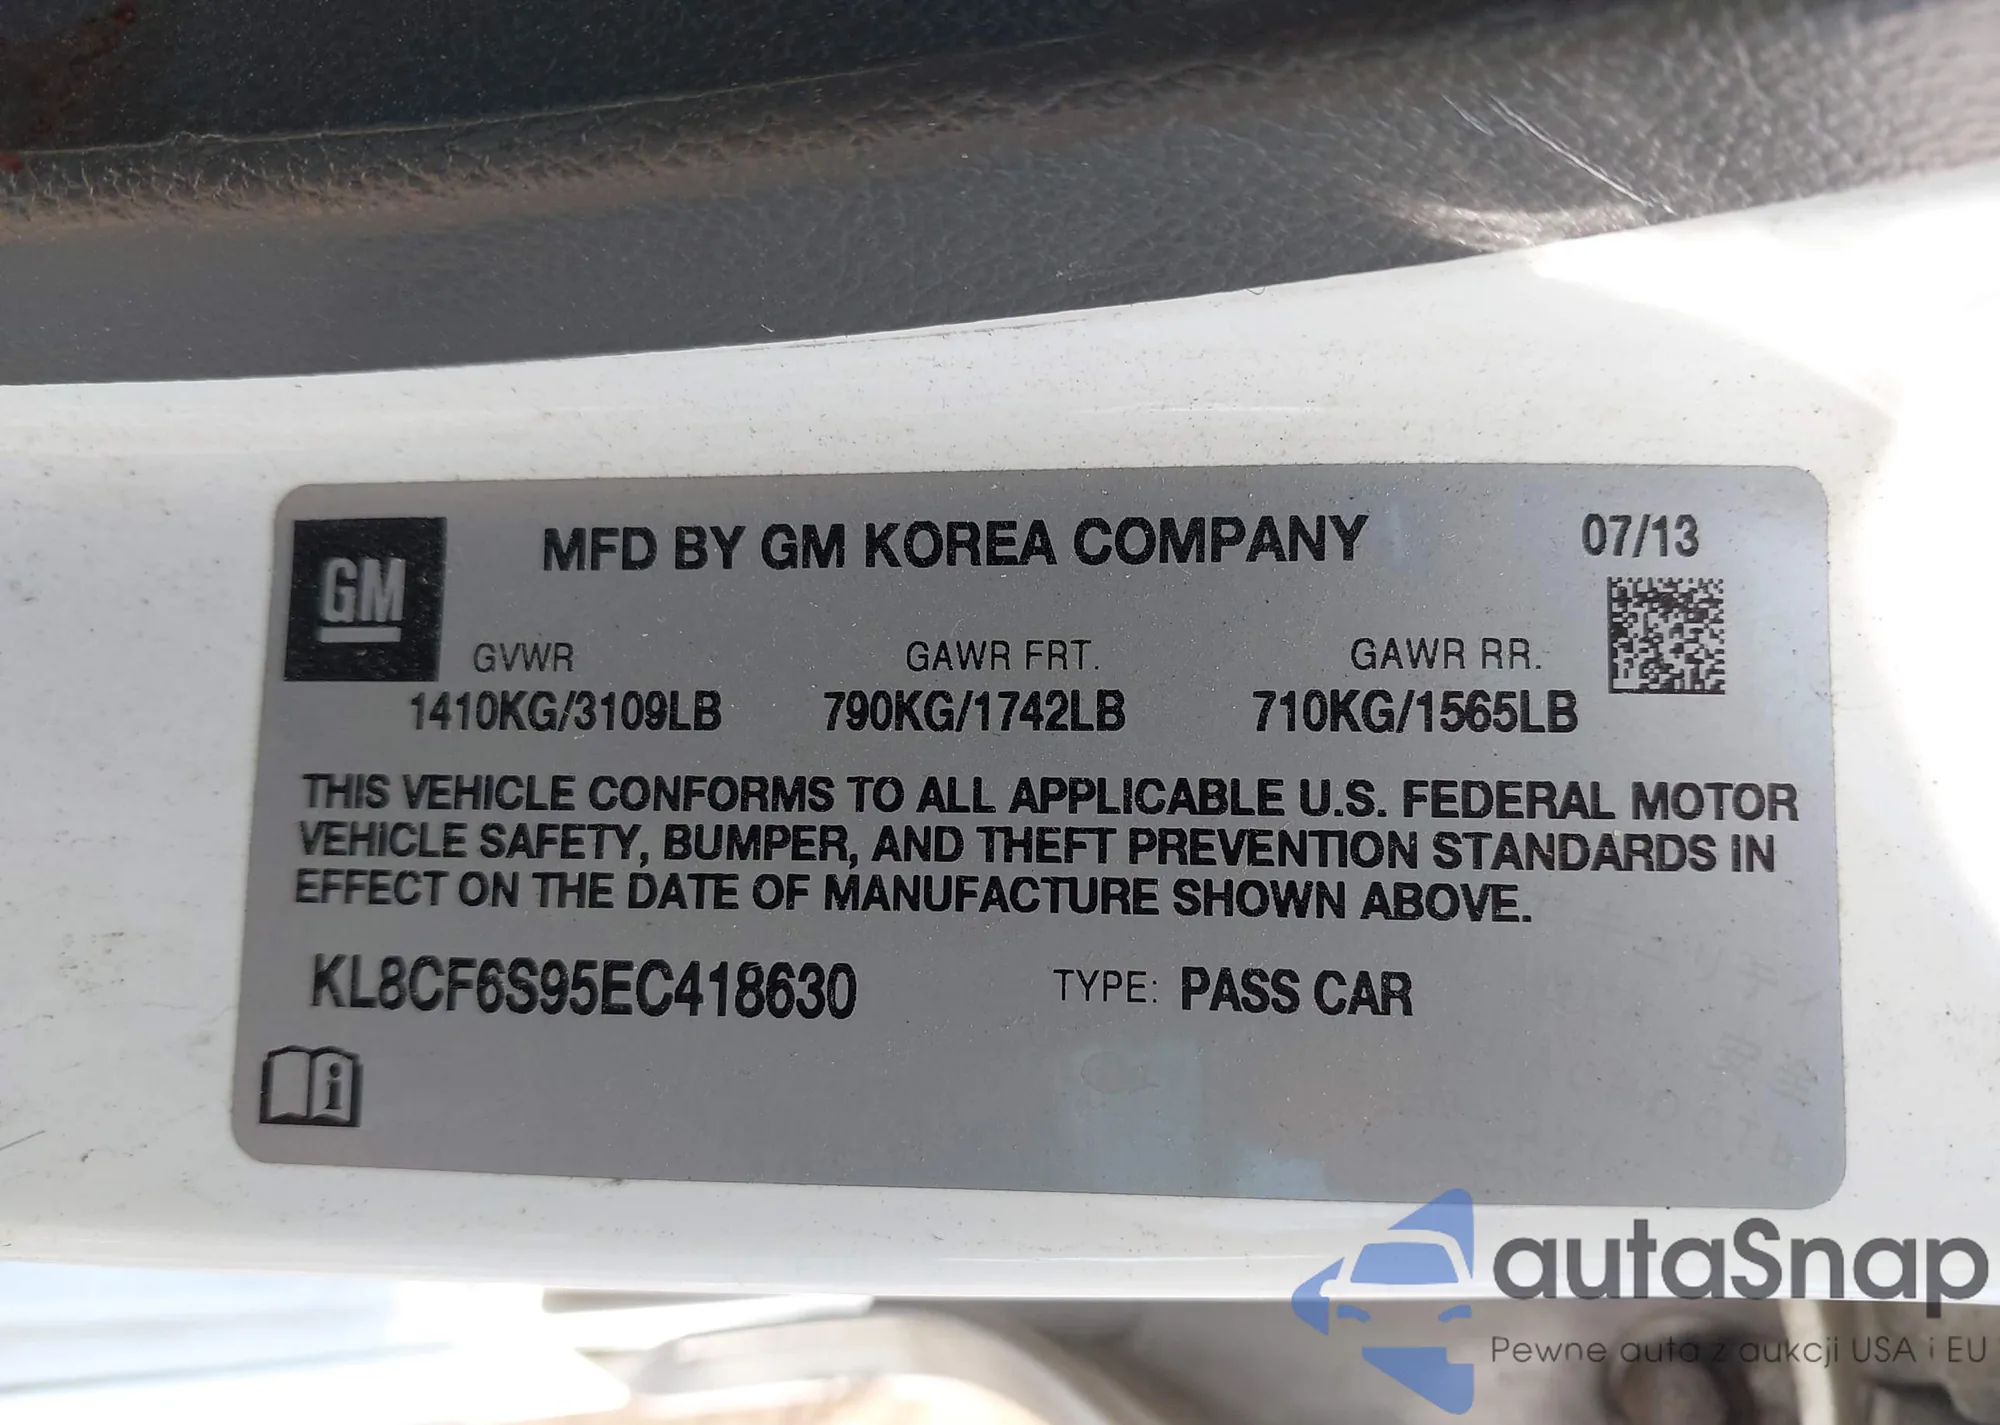 GM
MFD BY GM KOREA COMPANY 07/13
GVWR GAWR FRT. GAWR RR.
1410KG/3109LB 790KG/1742LB 710KG/1565LB
THIS VEHICLE CONFORMS TO ALL APPLICABLE U.S. FEDERAL MOTOR
VEHICLE SAFETY, BUMPER, AND THEFT PREVENTION STANDARDS IN
EFFECT ON THE DATE OF MANUFACTURE SHOWN ABOVE.
KL8CF6S95EC418630 TYPE: PASS CAR
i
autaSnap
Pewne auta z aukcji USA i EU